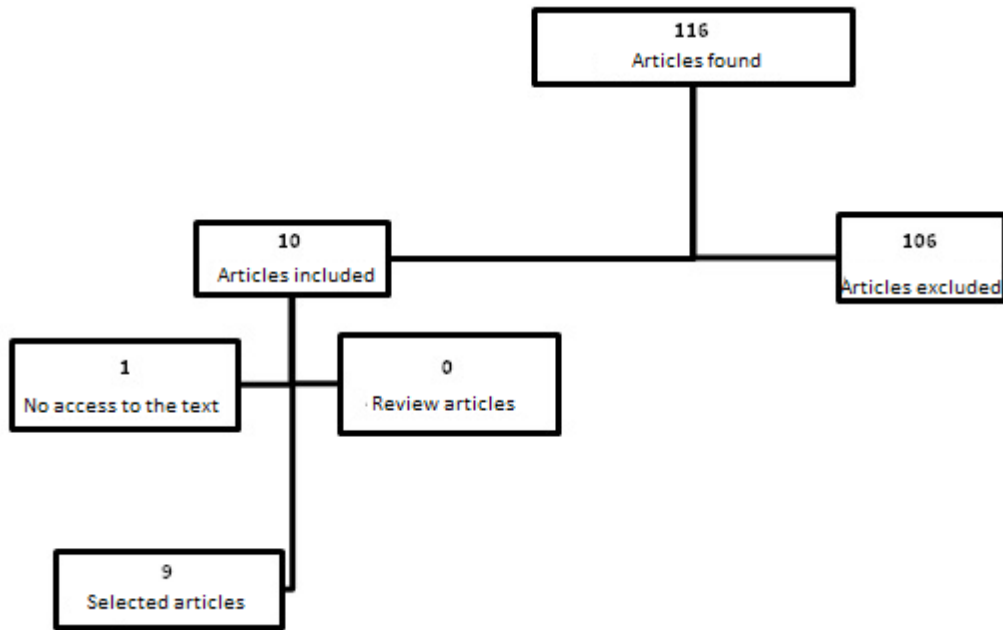 116
Articles found
10
Articles included
106
Articles excluded
1
No access to the text
0
Review articles
9
Selected articles